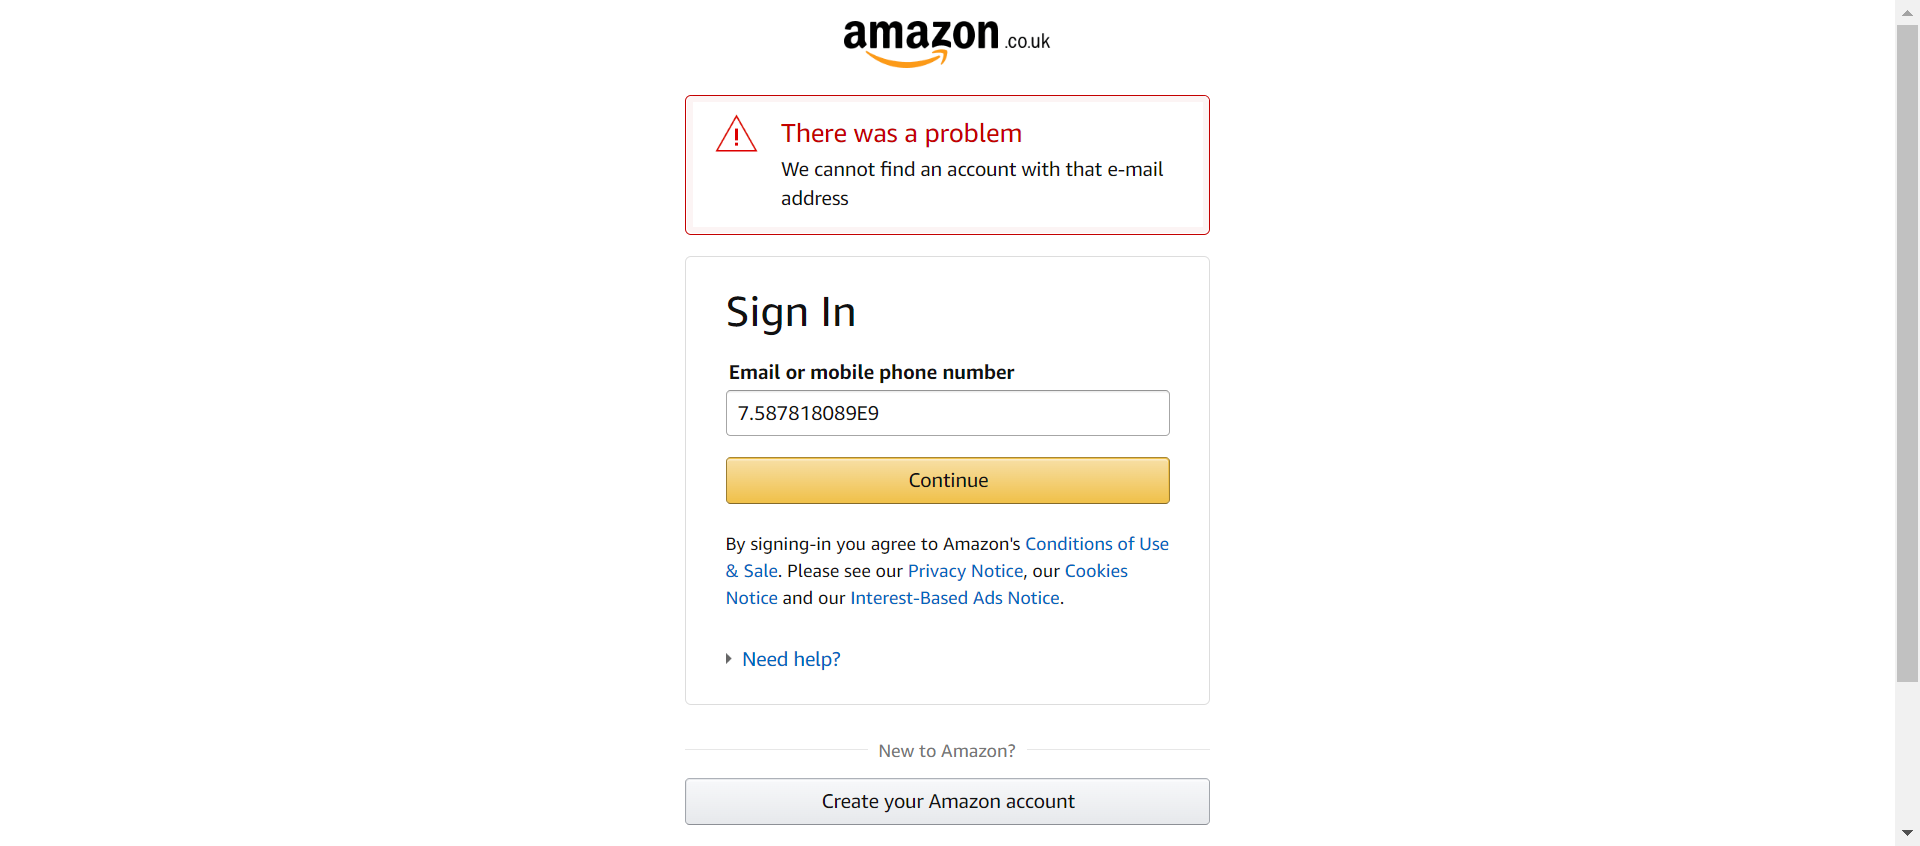 amazon.co.uk
There was a problem
We cannot find an account with that e-mail
address
Sign In
Email or mobile phone number
7.587818089E9
Continue
By signing-in you agree to Amazon's Conditions of Use
& Sale. Please see our Privacy Notice, our Cookies
Notice and our Interest-Based Ads Notice.
Need help?
New to Amazon?
Create your Amazon account